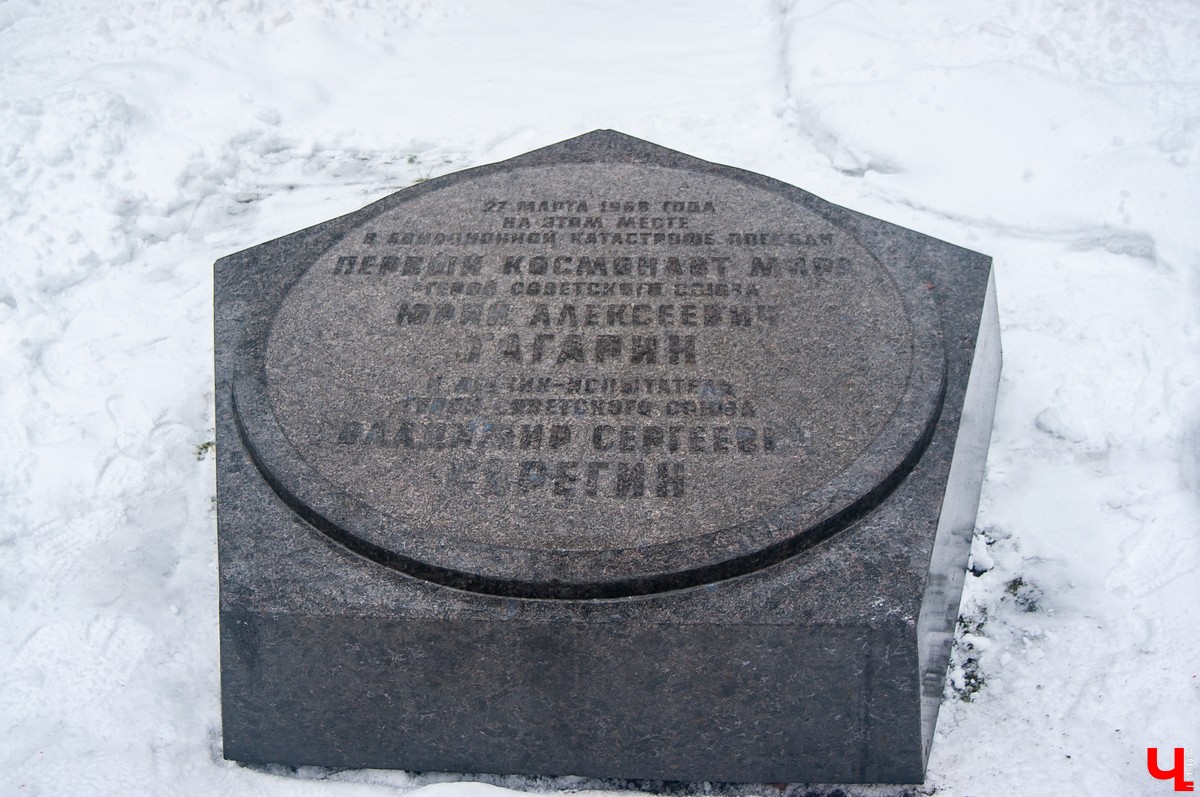 27 МАРТА 1968 ГОДА
НА ЭТОМ МЕСТЕ
В АВИАЦИОННОЙ КАТАСТРОФЕ ПОГИБЛИ
ПЕРВЫЙ КОСМОНАВТ МИРА
ГЕРОЙ СОВЕТСКОГО СОЮЗА
ЮРИЙ АЛЕКСЕЕВИЧ
ГАГАРИН
И ЛЕТЧИК-ИСПЫТАТЕЛЬ
ГЕРОЙ СОВЕТСКОГО СОЮЗА
ВЛАДИМИР СЕРГЕЕВИЧ
СЕРЕГИН
Ч